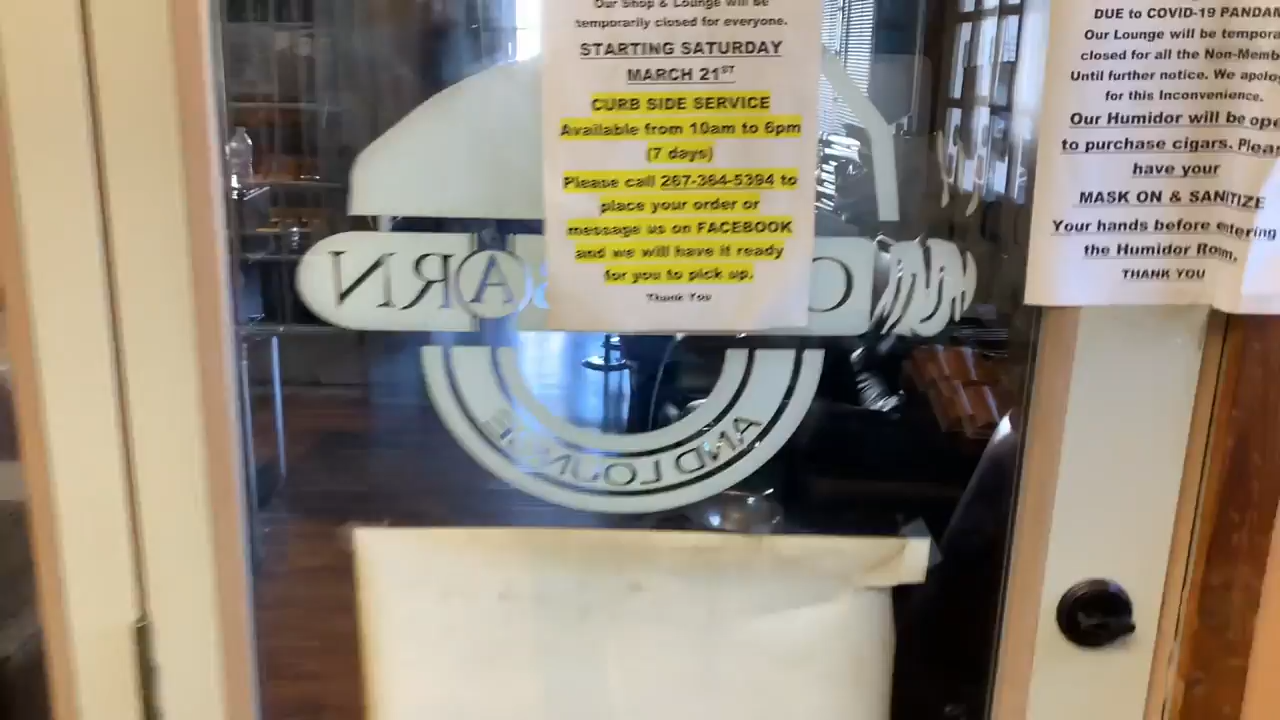 Our Shop & Lounge will be
temporarily closed for everyone.
STARTING SATURDAY
MARCH 21ST
CURB SIDE SERVICE
Available from 10am to 6pm
(7 days)
Please call 267-364-5394 to
place your order or
message us on FACEBOOK
and we will have it ready
for you to pick up.
Thank You
DUE to COVID-19
Our Lounge will be
closed for all the
Until further notice. We
for this Inconvenience.
Our Humidor will be
to purchase cigars.
have your
MASK ON & SANITIZE
Your hands before entering
the Humidor Room.
THANK YOU
AND LOUNGE